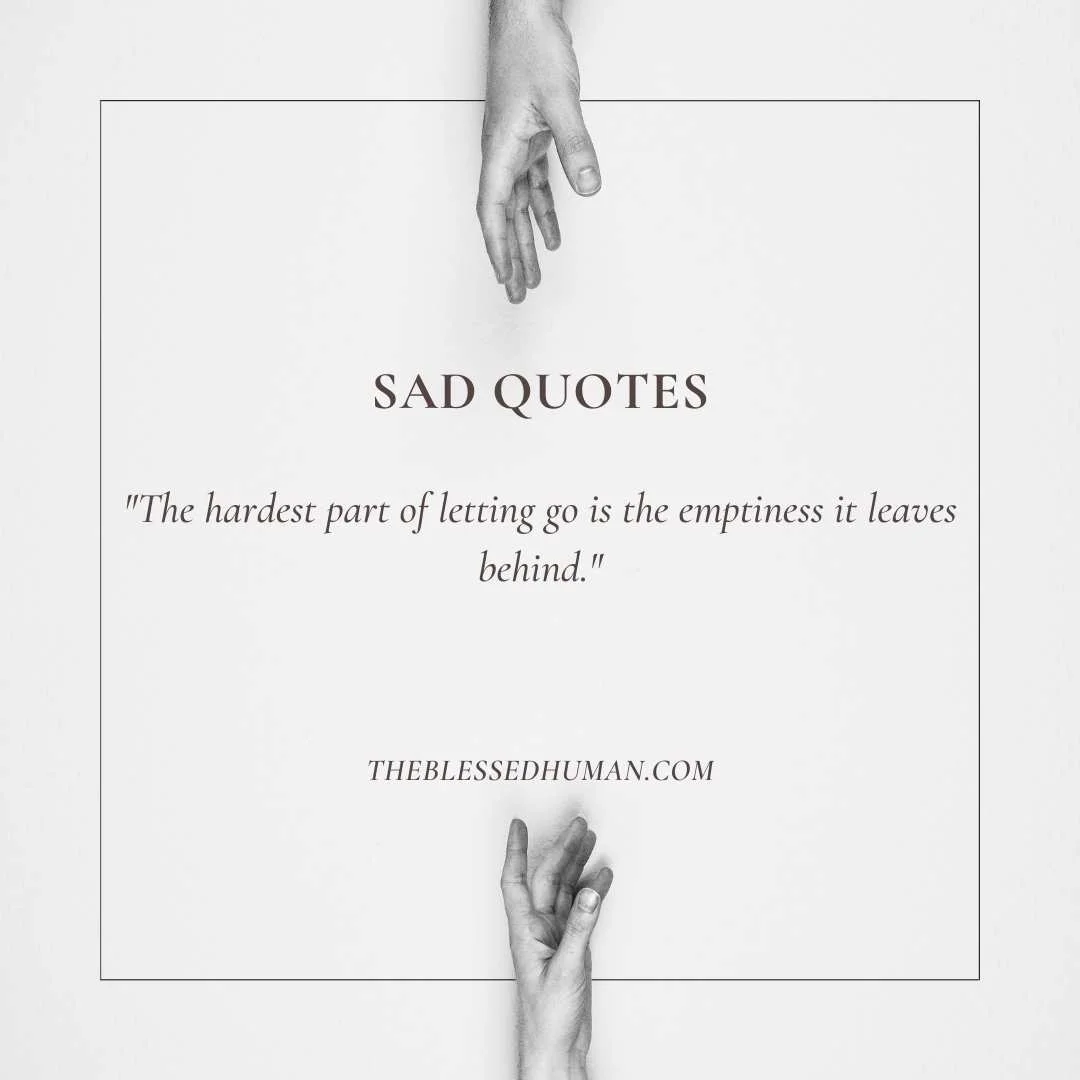 SAD QUOTES
"The hardest part of letting go is the emptiness it leaves
behind."
THEBLESSEDHUMAN.COM